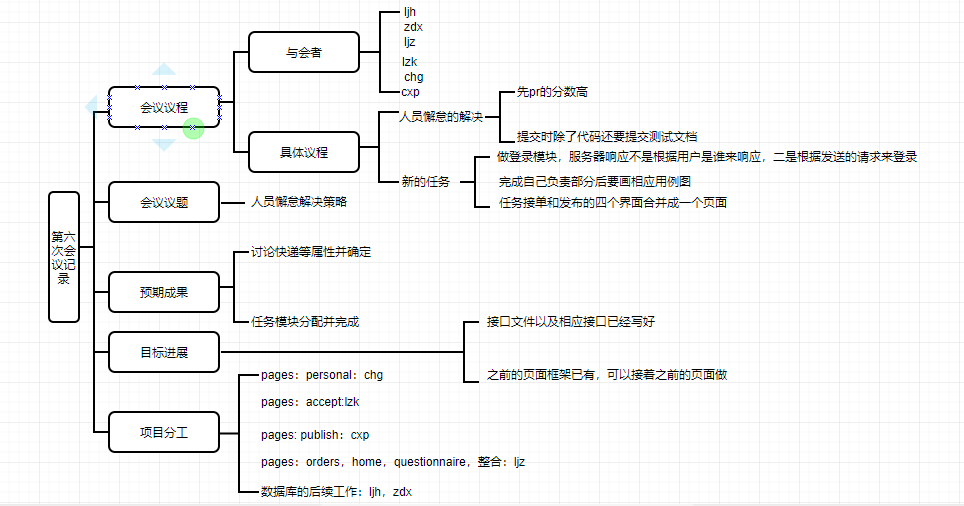 第六
次会
议记
录
会议议程
与会者
ljh
zdx
ljz
lzk
chg
cxp
具体议程
人员懈怠的解决
先pr的分数高
提交时除了代码还要提交测试文档
新的任务
做登录模块，服务器响应不是根据用户是谁来响应，二是根据发送的请求来登录
完成自己负责部分后要画相应用例图
任务接单和发布的四个界面合并成一个页面
会议议题
人员懈怠解决策略
预期成果
讨论快递等属性并确定
任务模块分配并完成
目标进展
接口文件以及相应接口已经写好
之前的页面框架已有，可以接着之前的页面做
项目分工
pages：personal：chg
pages：accept:lzk
pages: publish：cxp
pages：orders，home，questionnaire，整合：ljz
数据库的后续工作：ljh，zdx